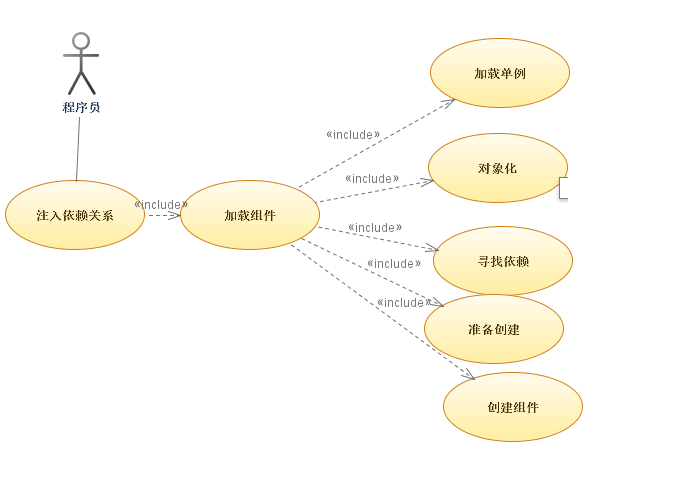 程序员
注入依赖关系
«include»
加载组件
«include»
加载单例
«include»
对象化
«include»
寻找依赖
«include»
准备创建
«include»
创建组件